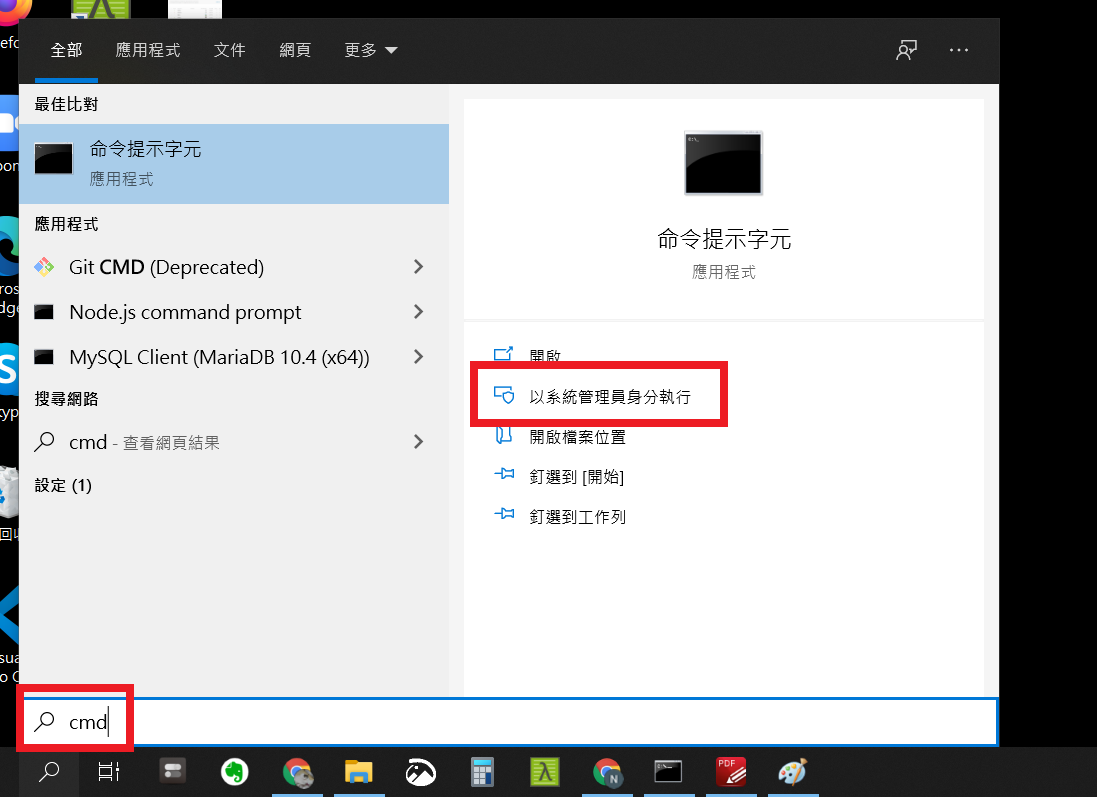 全部 應用程式 文件 網頁 更多
最佳比對
命令提示字元
應用程式
應用程式
Git CMD (Deprecated)
Node.js command prompt
MySQL Client (MariaDB 10.4 (x64))
搜尋網路
cmd - 查看網頁結果
設定 (1)
命令提示字元
應用程式
開啟
以系統管理員身分執行
開啟檔案位置
釘選到 [開始]
釘選到工作列
cmd
PDF